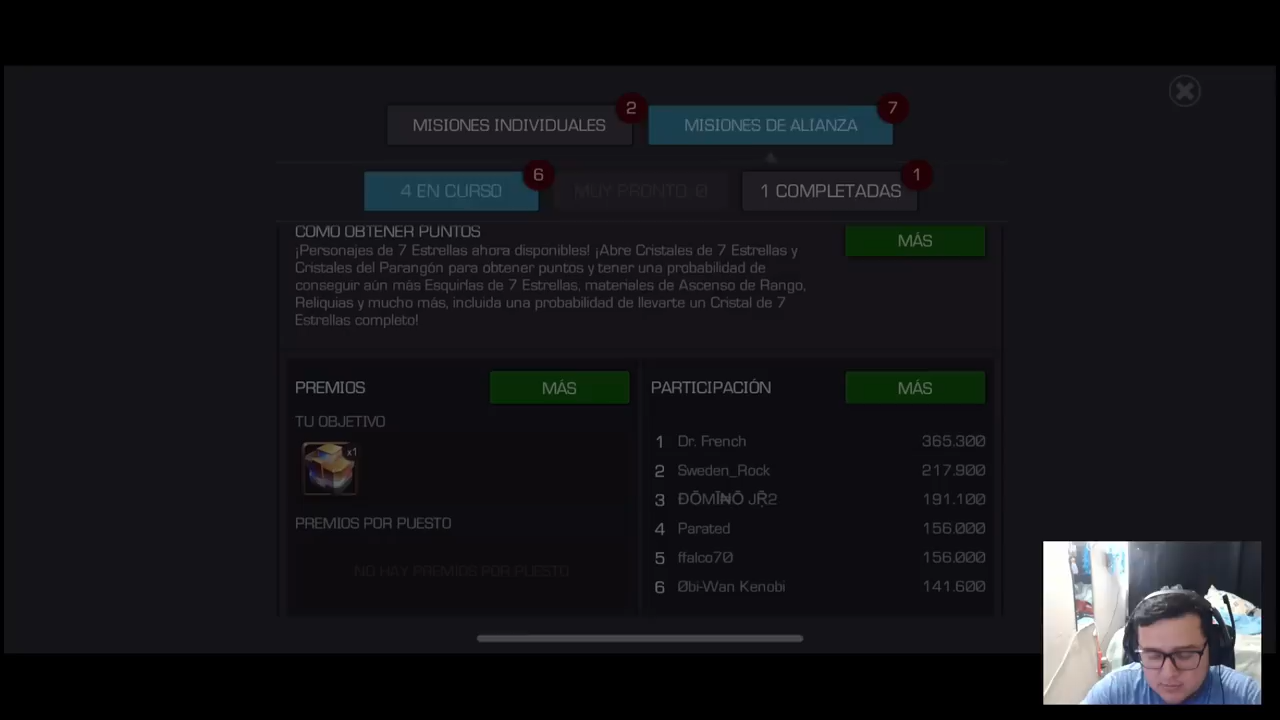 2
7
MISIONES INDIVIDUALES
MISIONES DE ALIANZA
6
1
4 EN CURSO
MUY PRONTO 0
1 COMPLETADAS
COMO OBTENER PUNTOS
MÁS
¡Personajes de 7 Estrellas ahora disponibles! ¡Abre Cristales de 7 Estrellas y
Cristales del Parangón para obtener puntos y tener una probabilidad de
conseguir aún más Esquirlas de 7 Estrellas, materiales de Ascenso de Rango,
Reliquias y mucho más, incluida una probabilidad de llevarte un Cristal de 7
Estrellas completo!
PREMIOS
MÁS
TU OBJETIVO
x1
PREMIOS POR PUESTO
NO HAY PREMIOS POR PUESTO
PARTICIPACIÓN
MÁS
1 Dr. French 365.300
2 Sweden_Rock 217.900
3 ĐŌMĪ₦Ō JŔ2 191.100
4 Parated 156.000
5 ffalco70 156.000
6 Øbi-Wan Kenobi 141.600